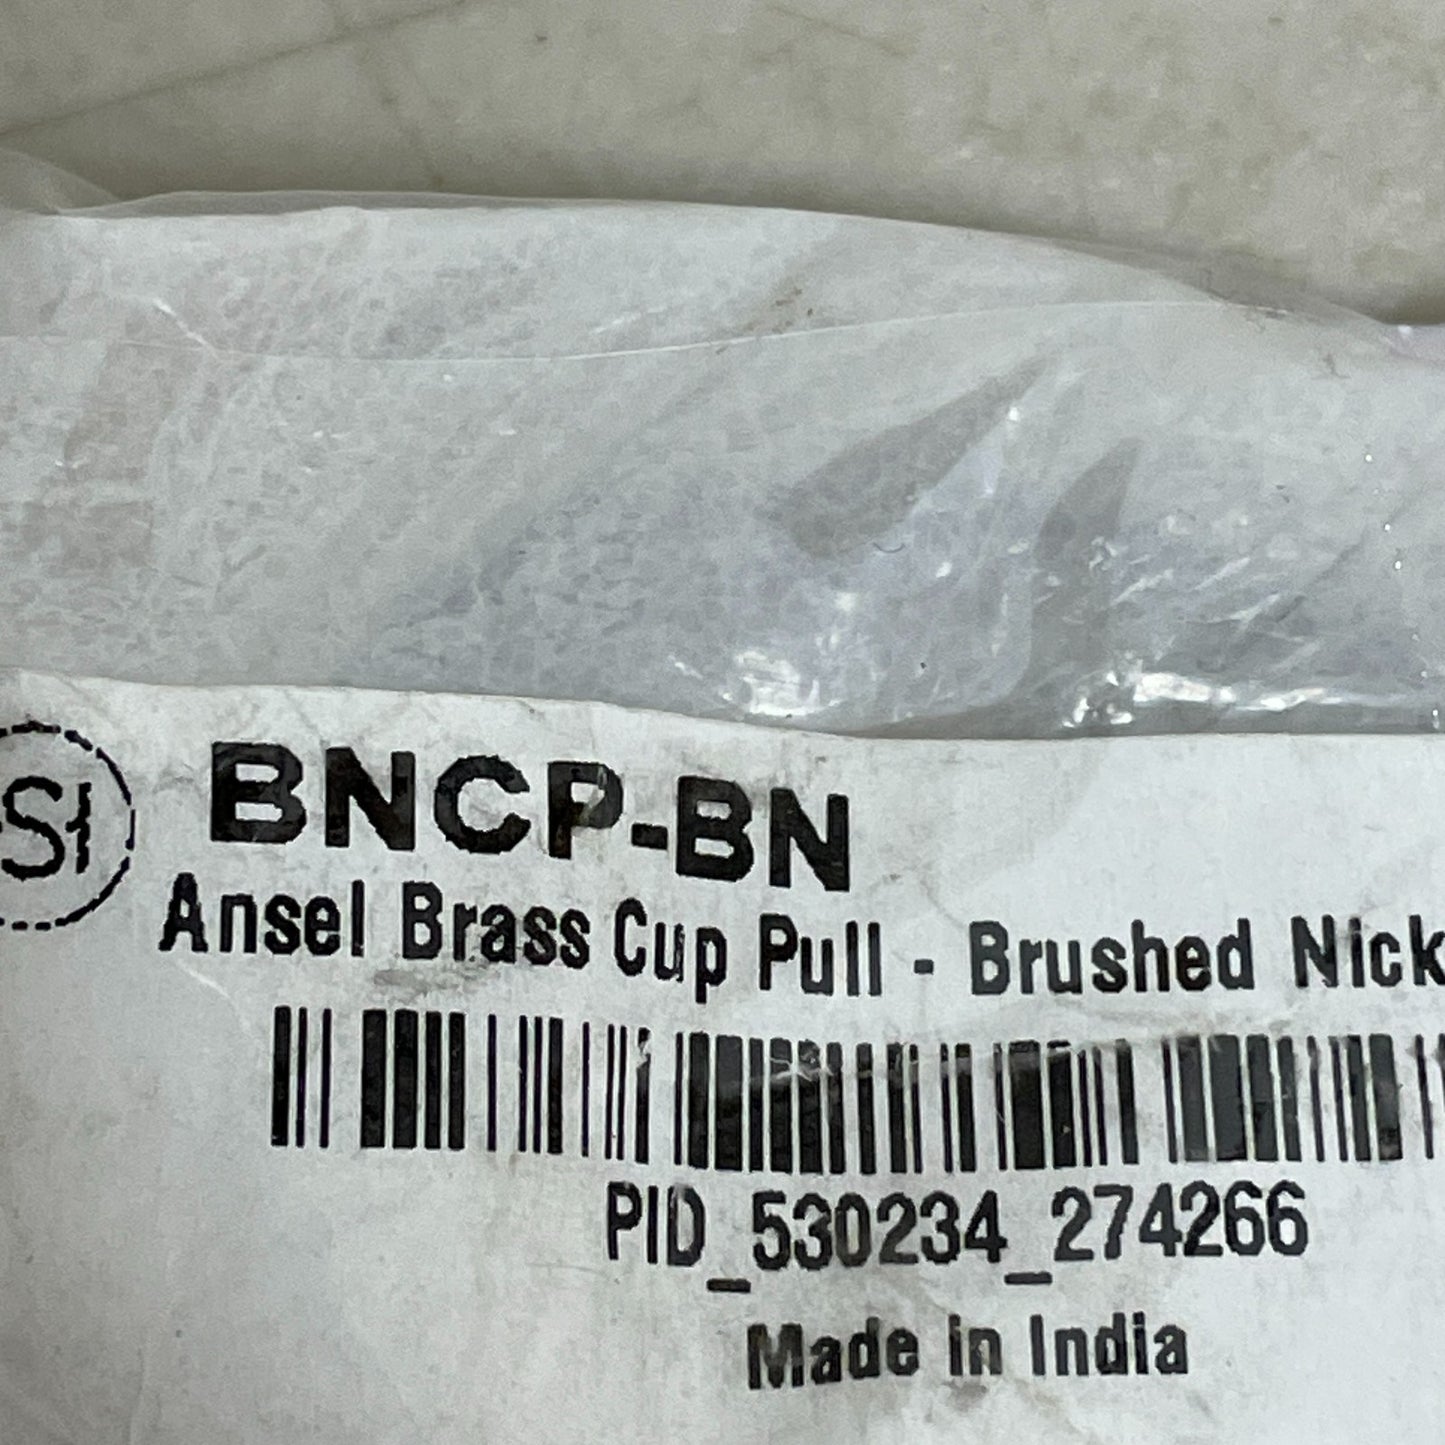 BNCP-BN
Ansel Brass Cup Pull - Brushed Nick
PID_530234_274266
Made in India